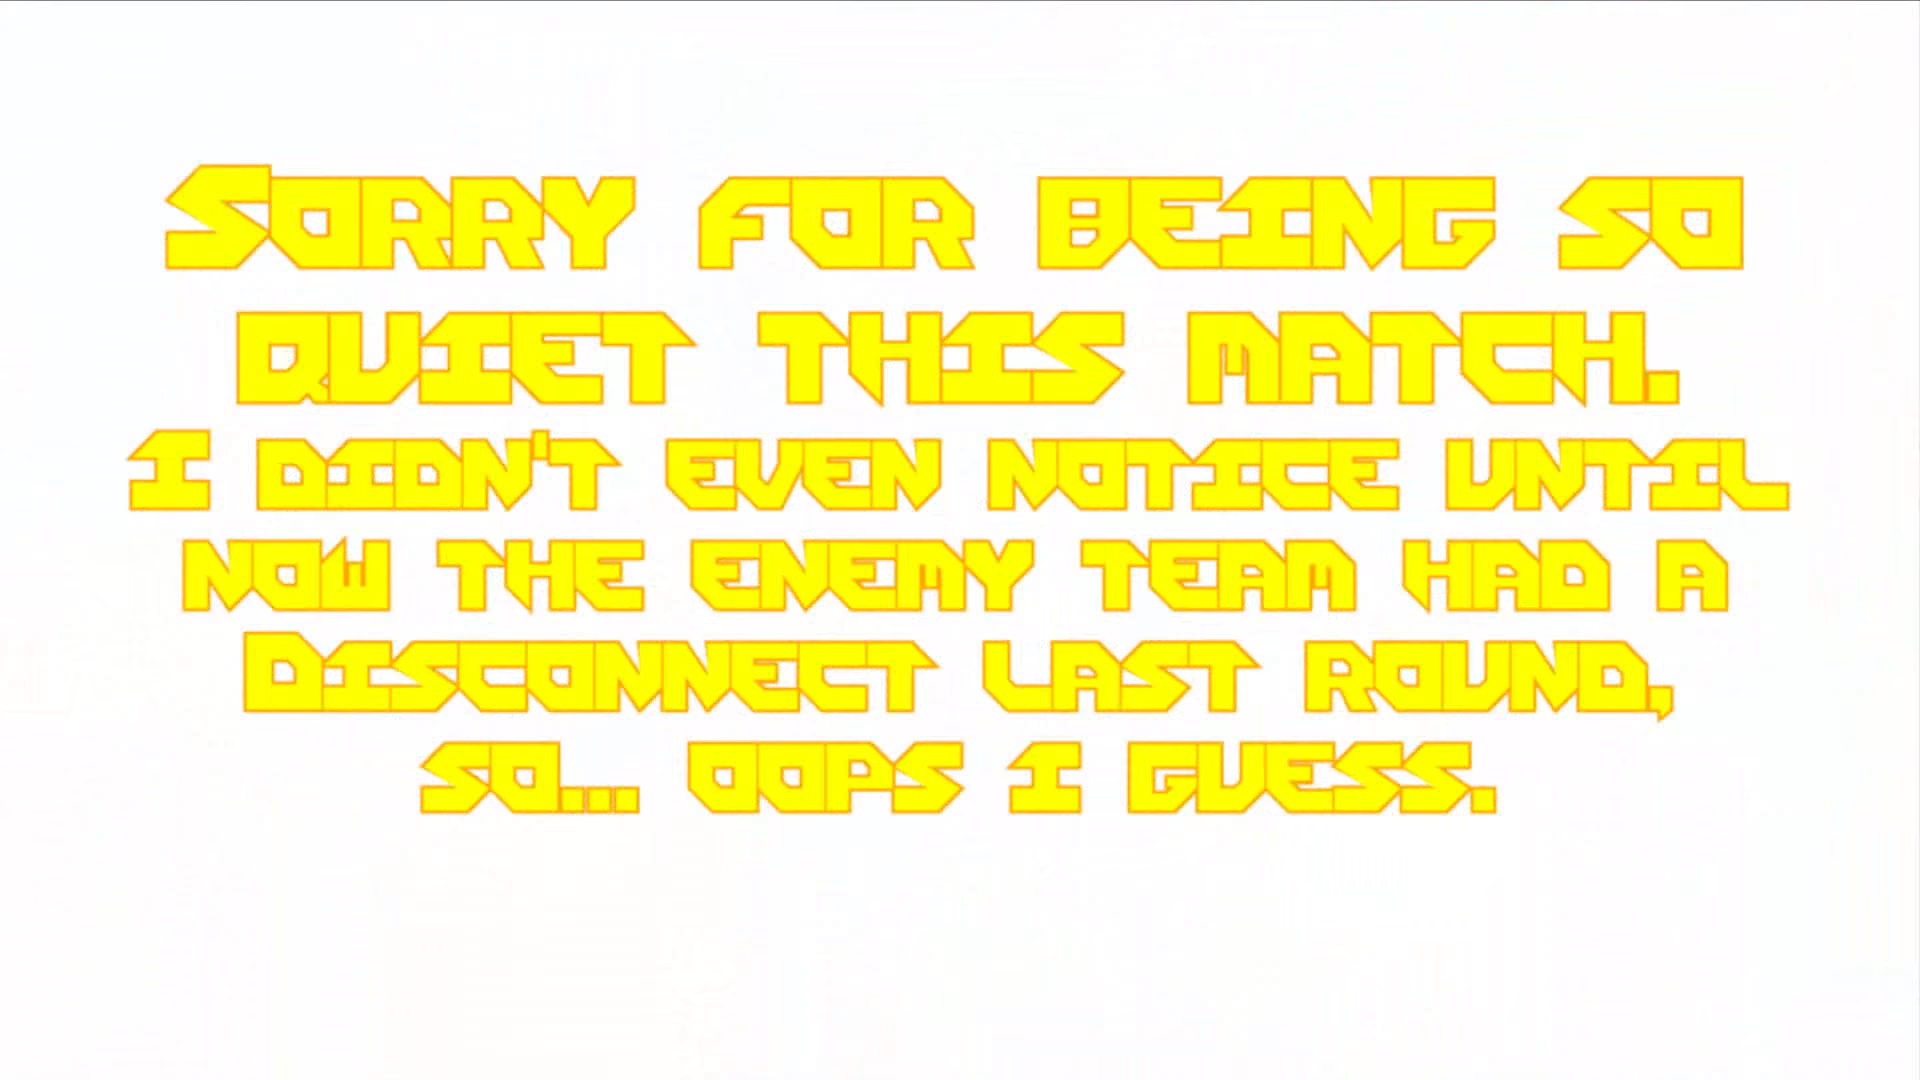 Sorry for being so
quiet this match.
I didn't even notice until
now the enemy team had a
Disconnect last round,
so... oops I guess.